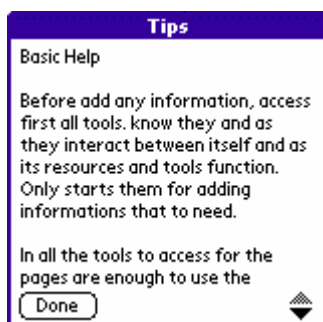 Tips
Basic Help
Before add any information, access
first all tools. know they and as
they interact between itself and as
its resources and tools function.
Only starts them for adding
informations that to need.
In all the tools to access for the
pages are enough to use the
Done